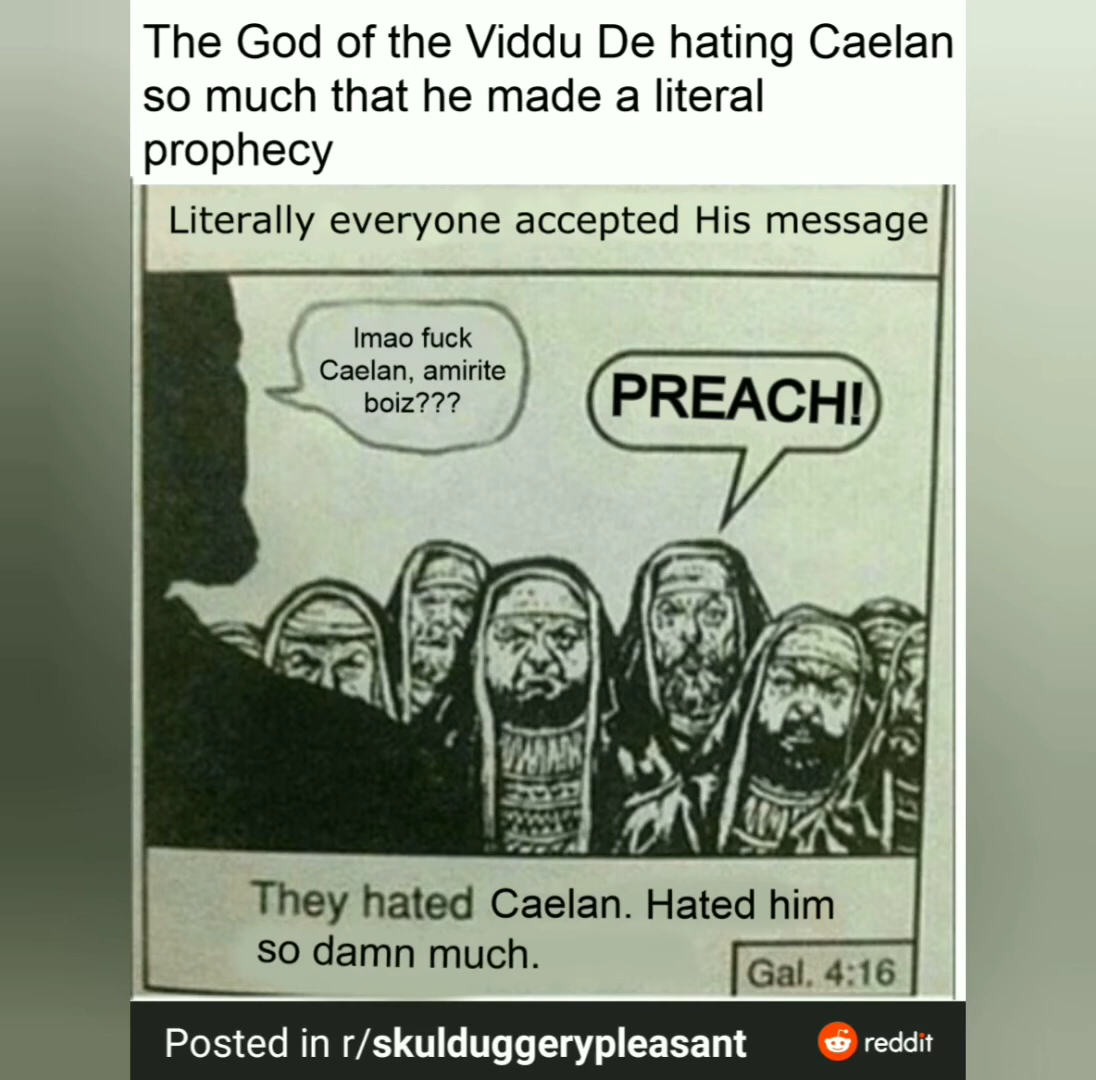 The God of the Viddu De hating Caelan
so much that he made a literal
prophecy
Literally everyone accepted His message
lmao fuck
Caelan, amirite
boiz???
PREACH!
They hated Caelan. Hated him
so damn much.
Gal. 4:16
Posted in r/skulduggerypleasant
reddit